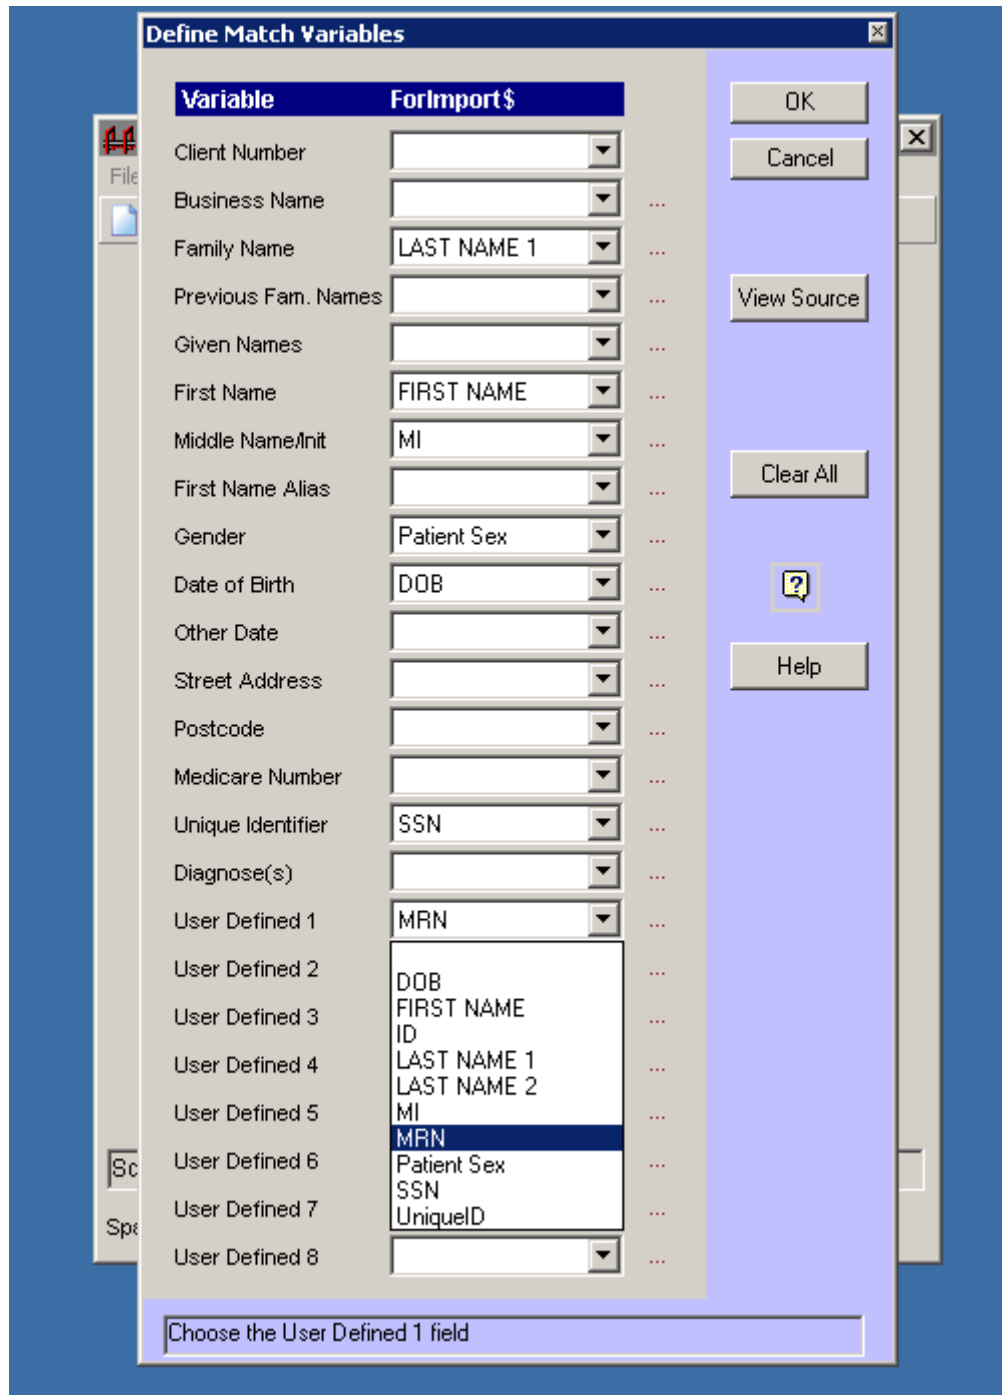 Define Match Variables
Variable ForImport$
OK
Client Number
Cancel
File
Business Name ...
Family Name LAST NAME 1 ...
Previous Fam. Names ...
View Source
Given Names ...
First Name FIRST NAME ...
Middle Name/Init MI ...
Clear All
First Name Alias ...
Gender Patient Sex ...
Date of Birth DOB ...
?
Other Date ...
Help
Street Address ...
Postcode ...
Medicare Number ...
Unique Identifier SSN ...
Diagnose(s) ...
User Defined 1 MRN ...
User Defined 2 ...
DOB
FIRST NAME
User Defined 3 ...
ID
LAST NAME 1
User Defined 4 ...
LAST NAME 2
MI
User Defined 5 ...
MRN
User Defined 6 ...
Patient Sex
Sc
SSN
User Defined 7 ...
UniqueID
Spa
User Defined 8 ...
Choose the User Defined 1 field